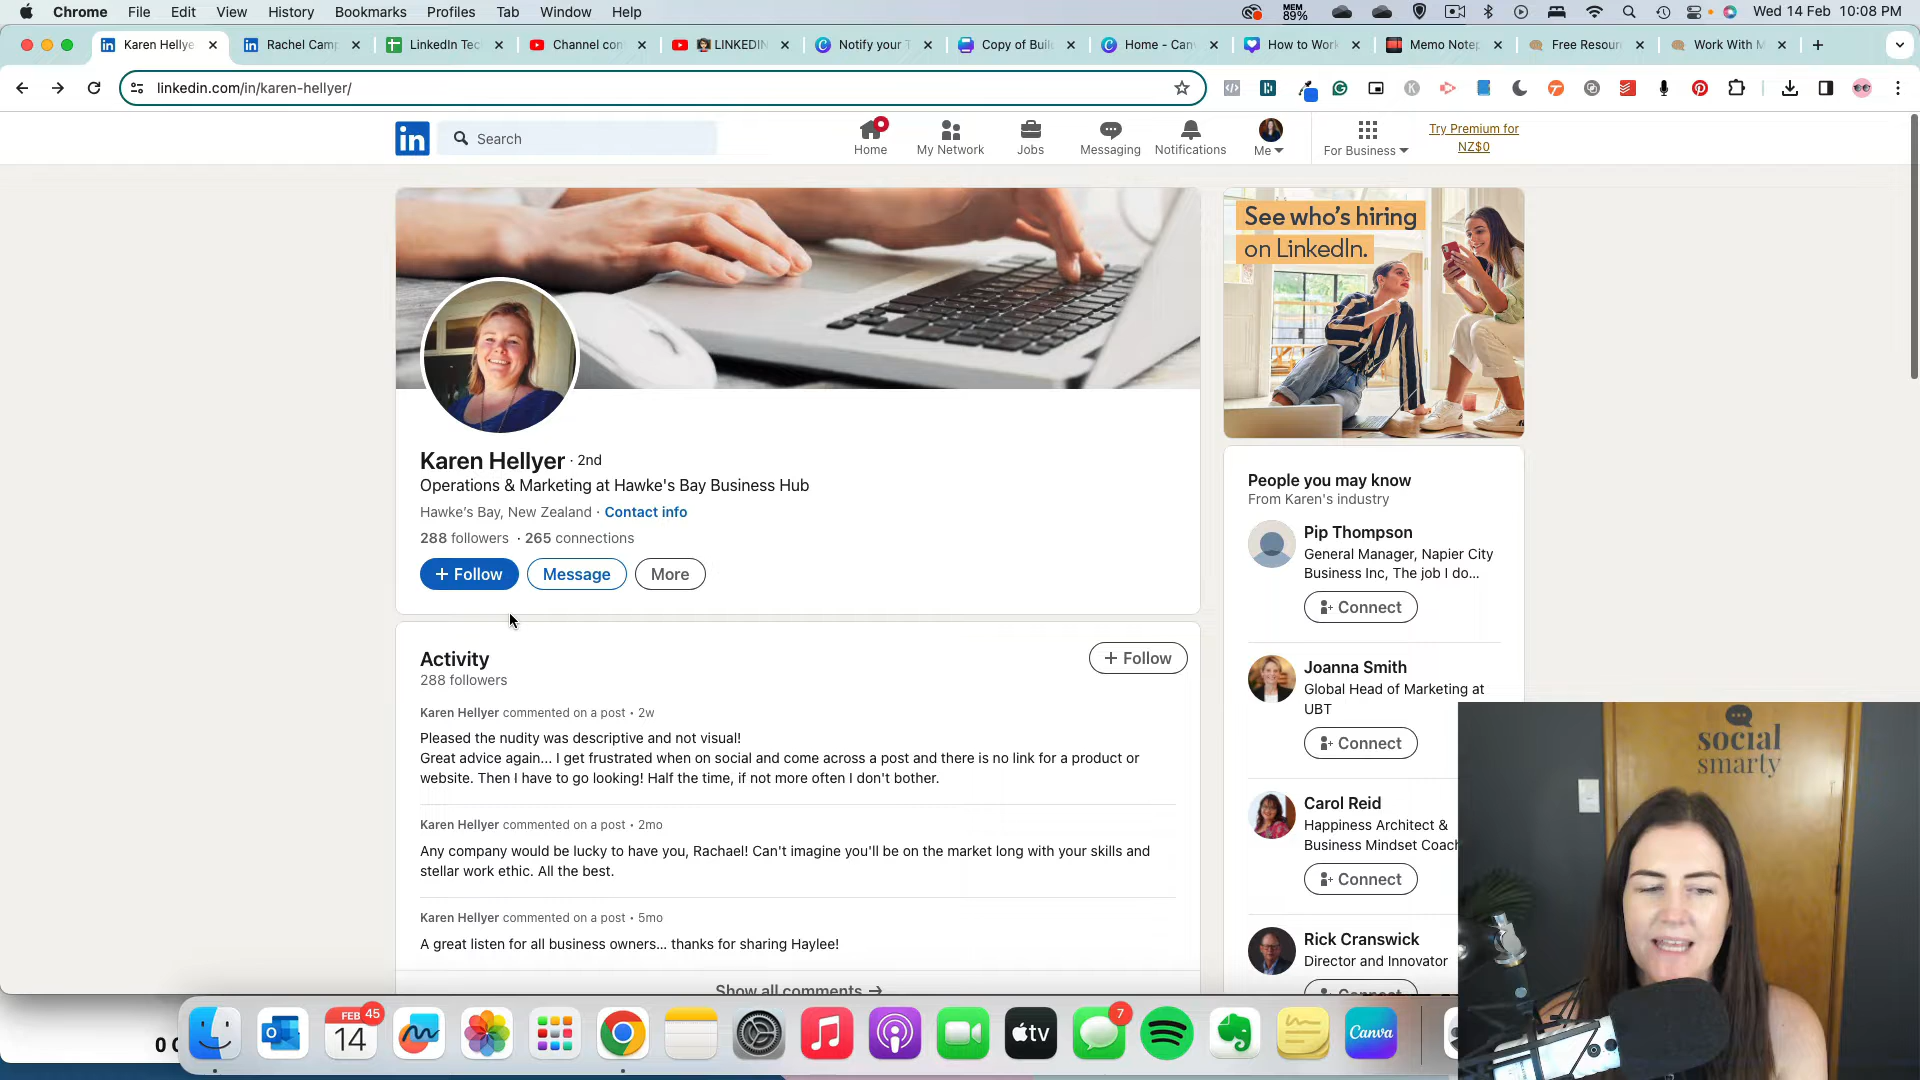 Chrome File Edit View History Bookmarks Profiles Tab Window Help
MEM
89%
Wed 14 Feb 10:08 PM
Karen Hellye
Rachel Camp
LinkedIn Tec
Channel con
LINKEDIN
Notify your T
Copy of Buil
Home - Can
How to Work
Memo Notep
Free Resour
Work With M
linkedin.com/in/karen-hellyer/
in
Search
Home
My Network
Jobs
Messaging
Notifications
Me
For Business
Try Premium for
NZ$0
See who's hiring
on LinkedIn.
Karen Hellyer · 2nd
Operations & Marketing at Hawke's Bay Business Hub
Hawke's Bay, New Zealand · Contact info
288 followers · 265 connections
+ Follow
Message
More
Activity
288 followers
+ Follow
Karen Hellyer commented on a post • 2w
Pleased the nudity was descriptive and not visual!
Great advice again... I get frustrated when on social and come across a post and there is no link for a product or
website. Then I have to go looking! Half the time, if not more often I don't bother.
Karen Hellyer commented on a post • 2mo
Any company would be lucky to have you, Rachael! Can't imagine you'll be on the market long with your skills and
stellar work ethic. All the best.
Karen Hellyer commented on a post • 5mo
A great listen for all business owners... thanks for sharing Haylee!
Show all comments →
People you may know
From Karen's industry
Pip Thompson
General Manager, Napier City
Business Inc, The job I do...
Connect
Joanna Smith
Global Head of Marketing at
UBT
Connect
Carol Reid
Happiness Architect &
Business Mindset Coach
Connect
Rick Cranswick
Director and Innovator
Connect
social
smarty
FEB
45
14
tv
7
Canva